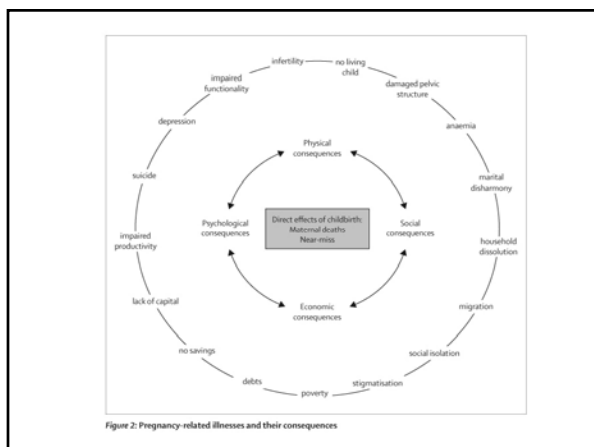 infertility
no living
child
impaired
functionality
damaged pelvic
structure
depression
anaemia
Physical
consequences
suicide
marital
disharmony
Psychological
consequences
Direct effects of childbirth:
Maternal deaths
Near-miss
Social
consequences
impaired
productivity
household
dissolution
lack of capital
Economic
consequences
migration
no savings
social isolation
debts
stigmatisation
poverty
Figure 2: Pregnancy-related illnesses and their consequences